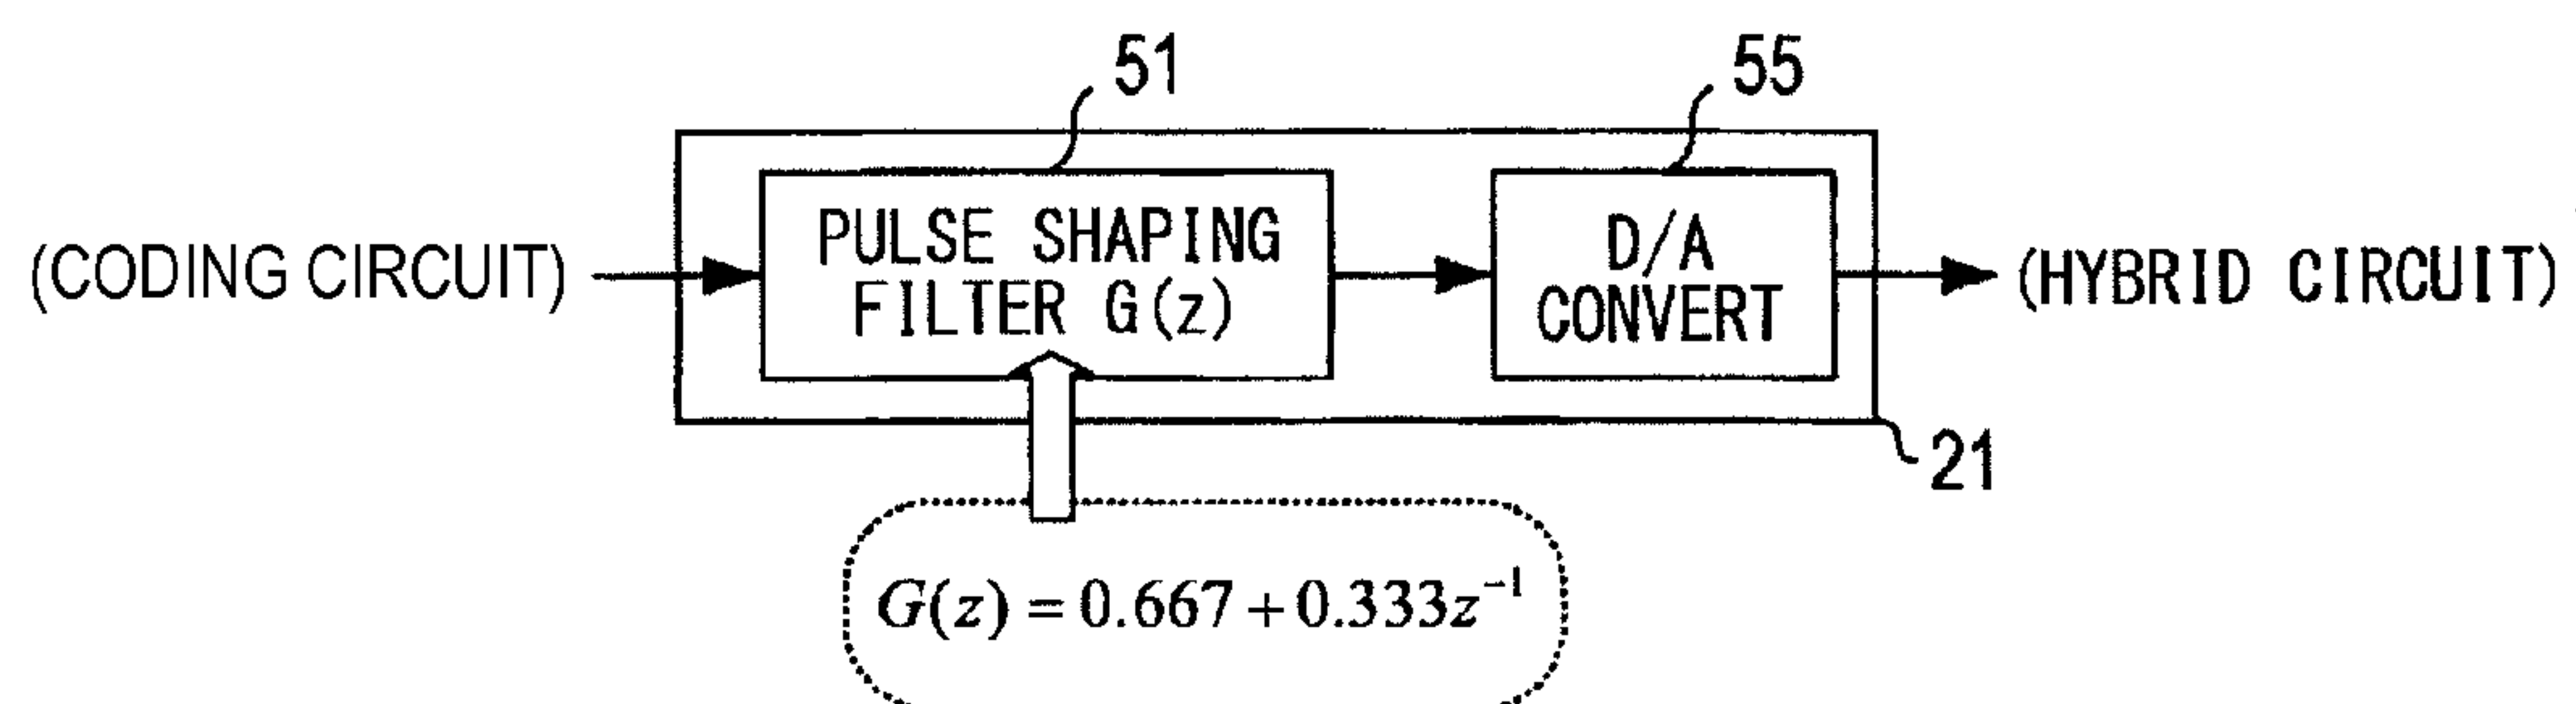 51
55
(CODING CIRCUIT)
PULSE SHAPING
FILTER G(z)
D/A
CONVERT
(HYBRID CIRCUIT)
21
G(z) = 0.667 + 0.333z⁻¹